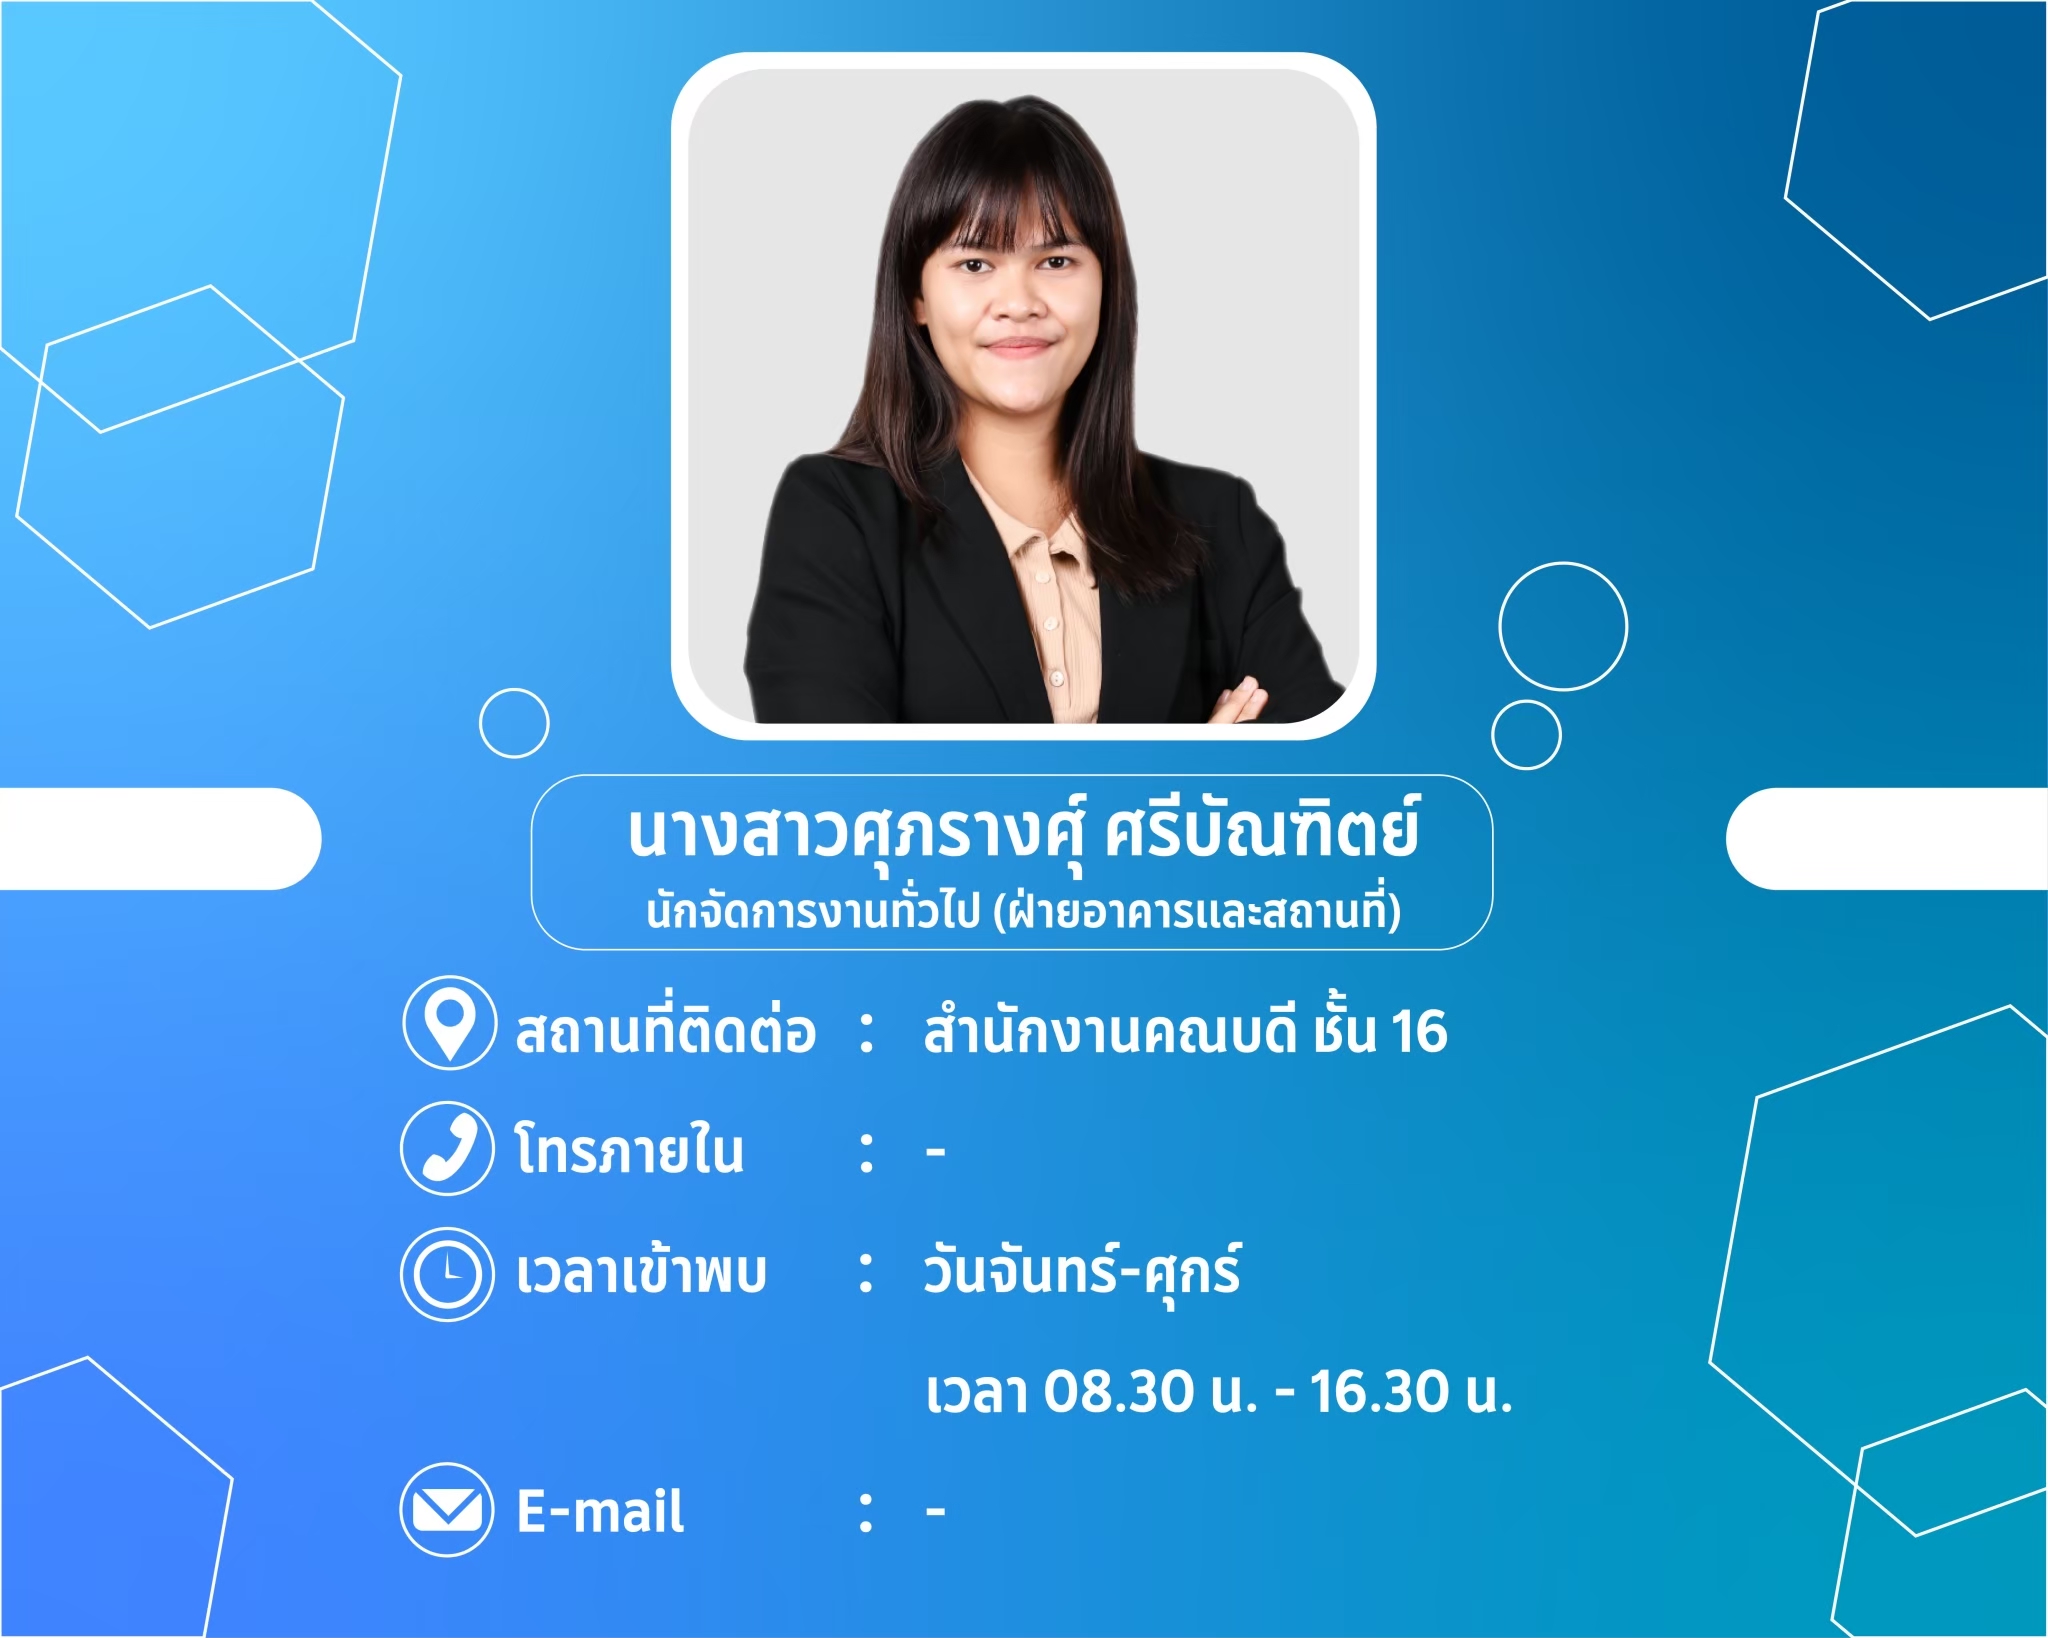 นางสาวศุภรางศุ์ ศรีบัณฑิตย์
นักจัดการงานทั่วไป (ฝ่ายอาคารและสถานที่)
สถานที่ติดต่อ : สำนักงานคณบดี ชั้น 16
โทรภายใน : -
เวลาเข้าพบ : วันจันทร์-ศุกร์
เวลา 08.30 น. - 16.30 น.
E-mail : -